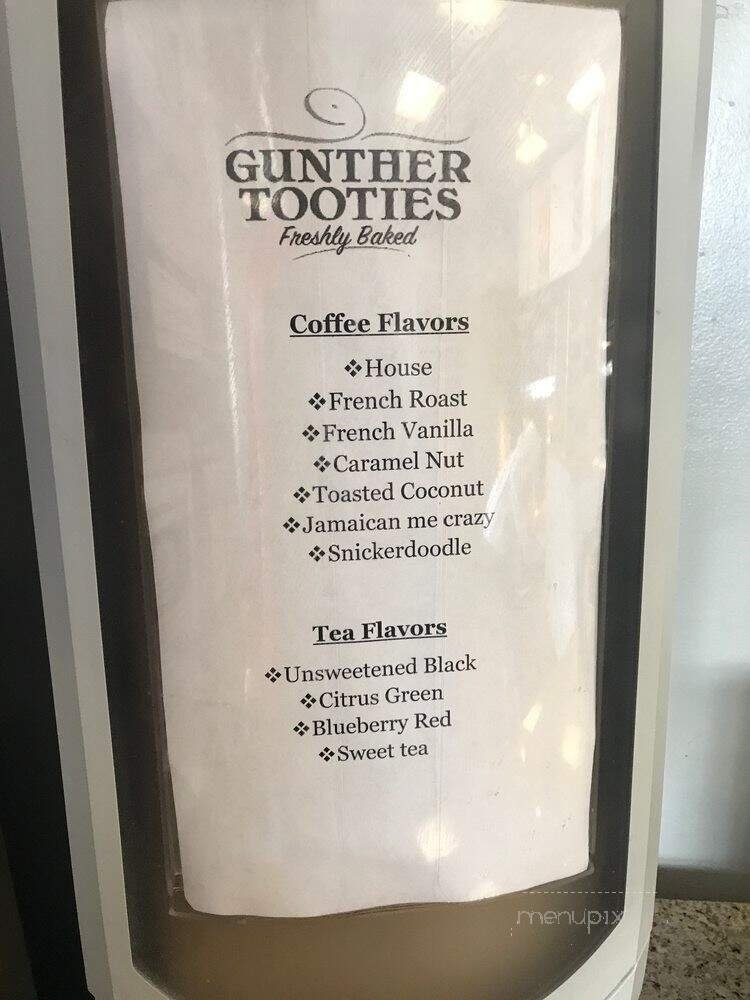 GUNTHER
TOOTIES
Freshly Baked
Coffee Flavors
❖House
❖French Roast
❖French Vanilla
❖Caramel Nut
❖Toasted Coconut
❖Jamaican me crazy
❖Snickerdoodle
Tea Flavors
❖Unsweetened Black
❖Citrus Green
❖Blueberry Red
❖Sweet tea
menupix